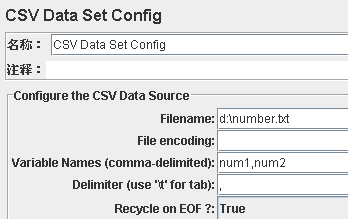 CSV Data Set Config
名称： CSV Data Set Config
注释：
Configure the CSV Data Source
Filename: d:\number.txt
File encoding:
Variable Names (comma-delimited): num1,num2
Delimiter (use '\t' for tab): ,
Recycle on EOF ?: True